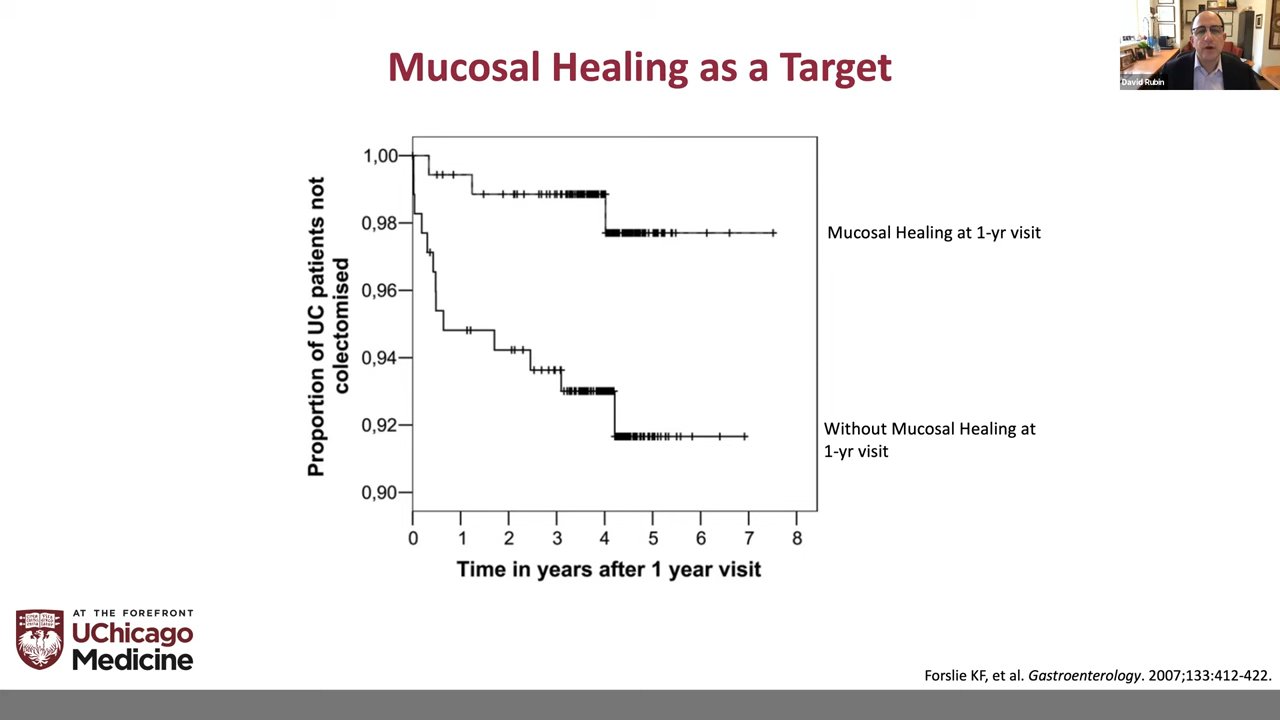 Mucosal Healing as a Target
David Rubin
Proportion of UC patients not
colectomised
1,00
0,98
0,96
0,94
0,92
0,90
0 1 2 3 4 5 6 7 8
Time in years after 1 year visit
Mucosal Healing at 1-yr visit
Without Mucosal Healing at
1-yr visit
AT THE FOREFRONT
UChicago
Medicine
Forslie KF, et al. Gastroenterology. 2007;133:412-422.